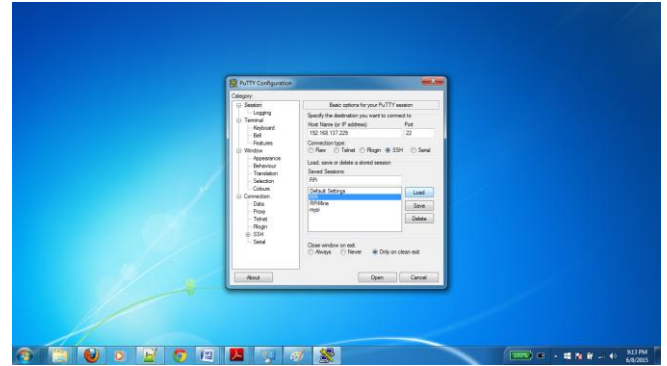 PuTTY Configuration
Category:
Session
Logging
Terminal
Keyboard
Bell
Features
Window
Appearance
Behaviour
Translation
Selection
Colours
Connection
Data
Proxy
Telnet
Rlogin
SSH
Serial
Basic options for your PuTTY session
Specify the destination you want to connect to
Host Name (or IP address)
Port
192.168.137.229
22
Connection type:
Raw
Telnet
Rlogin
SSH
Serial
Load, save or delete a stored session
Saved Sessions
RPi
Default Settings
RPi
RPiMine
mypi
Load
Save
Delete
Close window on exit:
Always
Never
Only on clean exit
About
Open
Cancel
100%
9:13 PM
6/8/2015